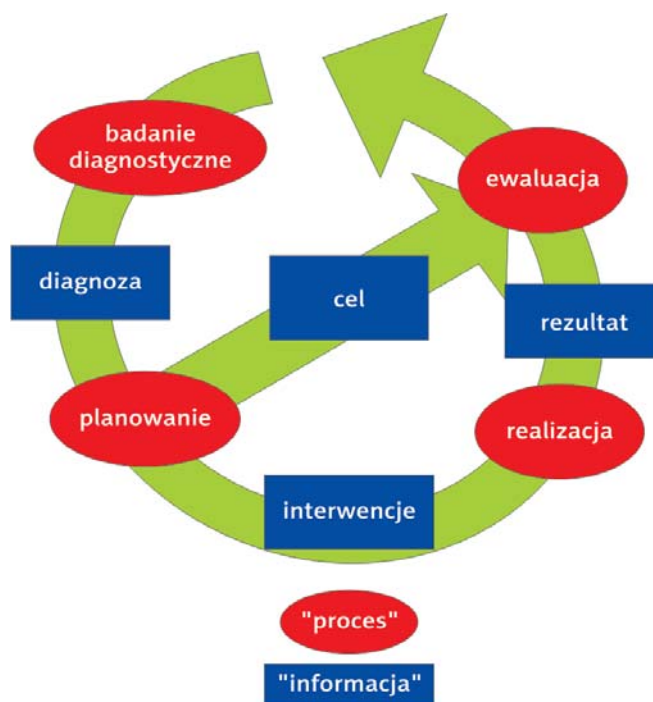 badanie
diagnostyczne
ewaluacja
diagnoza
cel
rezultat
planowanie
realizacja
interwencje
"proces"
"informacja"